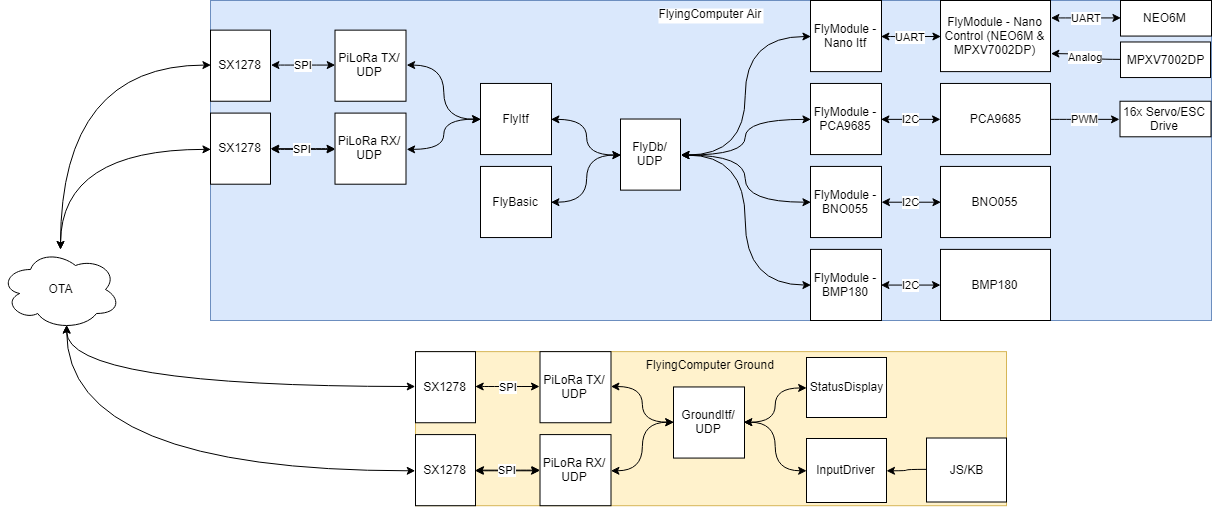 FlyingComputer Air
SX1278
SPI
PiLoRa TX/
UDP
SX1278
SPI
PiLoRa RX/
UDP
FlyItf
FlyBasic
FlyDb/
UDP
FlyModule -
Nano Itf
UART
FlyModule - Nano
Control (NEO6M &
MPXV7002DP)
UART
NEO6M
Analog
MPXV7002DP
FlyModule -
PCA9685
I2C
PCA9685
PWM
16x Servo/ESC
Drive
FlyModule -
BNO055
I2C
BNO055
FlyModule -
BMP180
I2C
BMP180
OTA
FlyingComputer Ground
SX1278
SPI
PiLoRa TX/
UDP
SX1278
SPI
PiLoRa RX/
UDP
GroundItf/
UDP
StatusDisplay
InputDriver
JS/KB